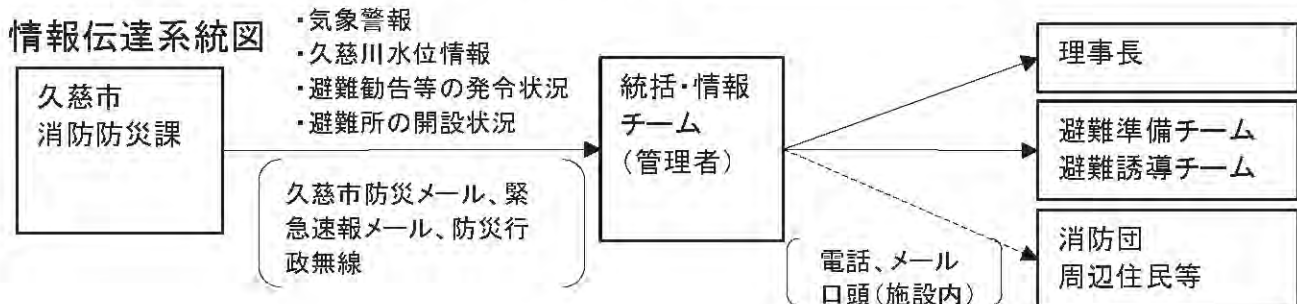 情報伝達系統図
・気象警報
・久慈川水位情報
・避難勧告等の発令状況
・避難所の開設状況
久慈市
消防防災課
久慈市防災メール、緊
急速報メール、防災行
政無線
統括・情報
チーム
（管理者）
電話、メール
口頭（施設内）
理事長
避難準備チーム
避難誘導チーム
消防団
周辺住民等